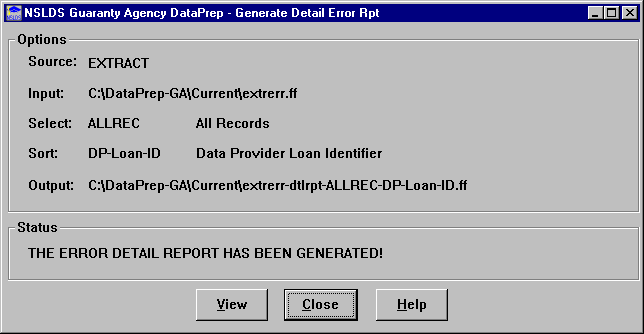 NSLDS Guaranty Agency DataPrep - Generate Detail Error Rpt
Options
Source: EXTRACT
Input: C:\DataPrep-GA\Current\extrerr.ff
Select: ALLREC All Records
Sort: DP-Loan-ID Data Provider Loan Identifier
Output: C:\DataPrep-GA\Current\extrerr-dtlrpt-ALLREC-DP-Loan-ID.ff
Status
THE ERROR DETAIL REPORT HAS BEEN GENERATED!
View Close Help